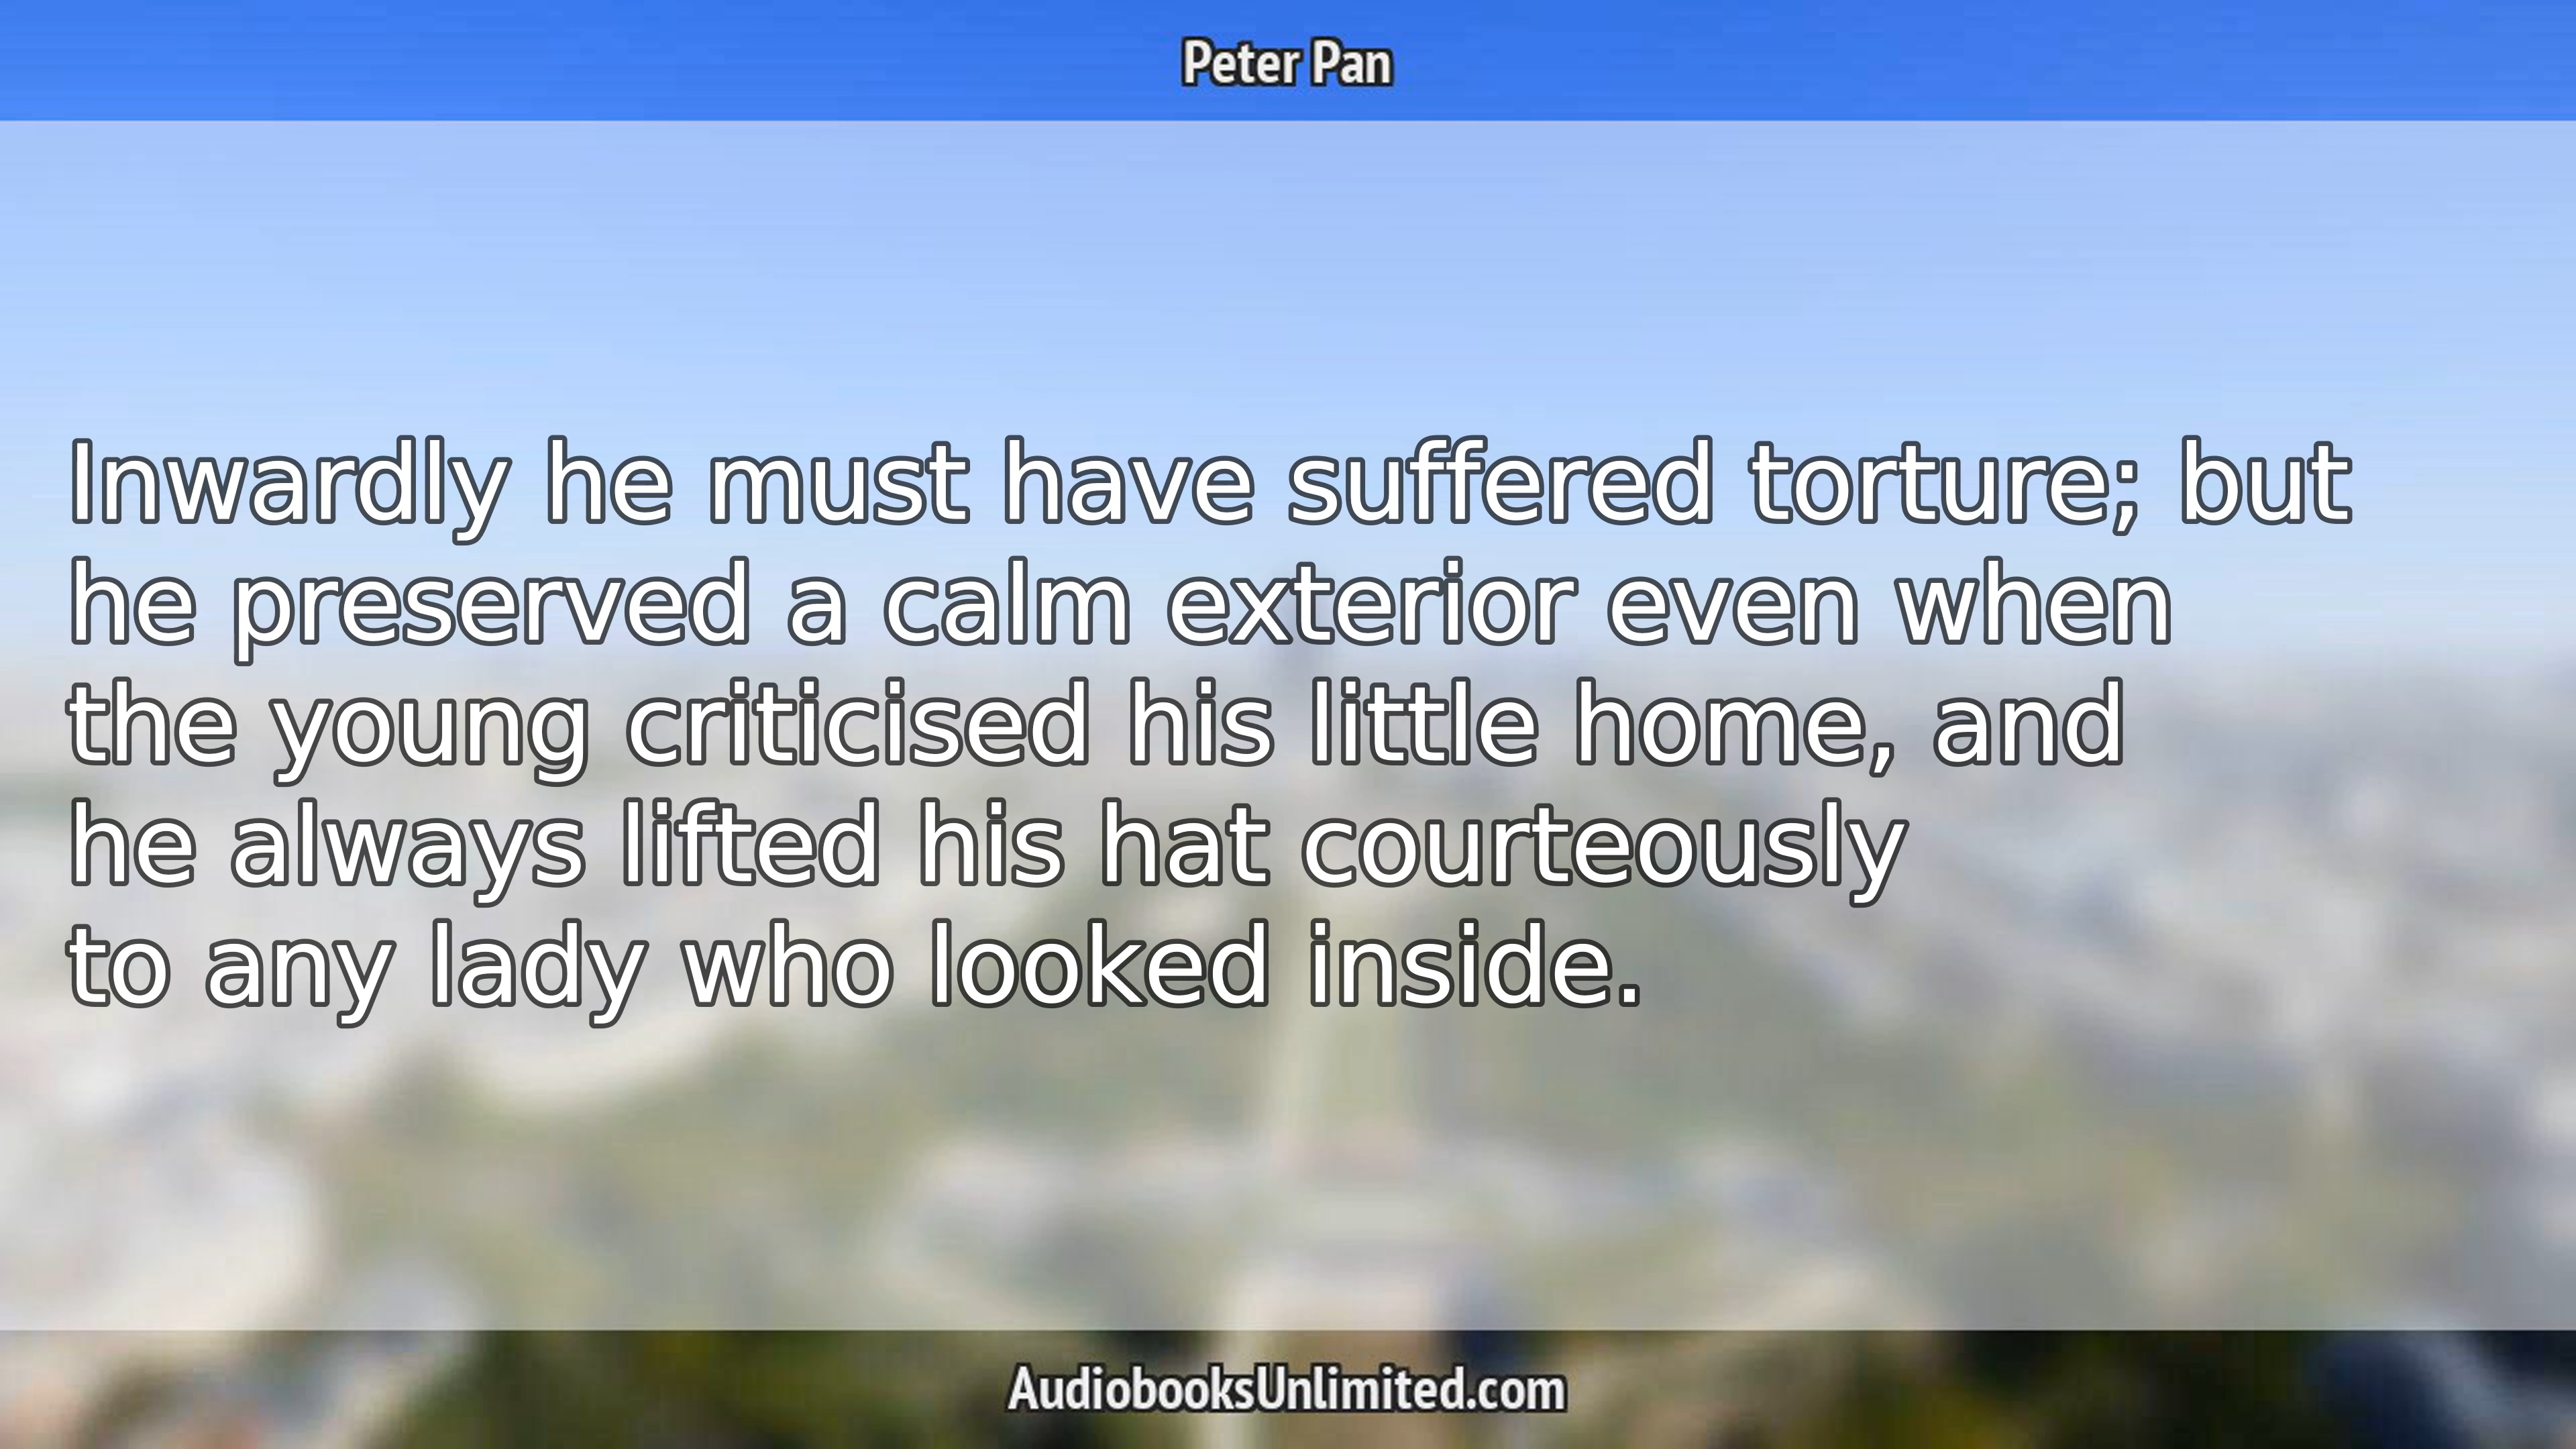 Peter Pan
Inwardly he must have suffered torture; but
he preserved a calm exterior even when
the young criticised his little home, and
he always lifted his hat courteously
to any lady who looked inside.
AudiobooksUnlimited.com